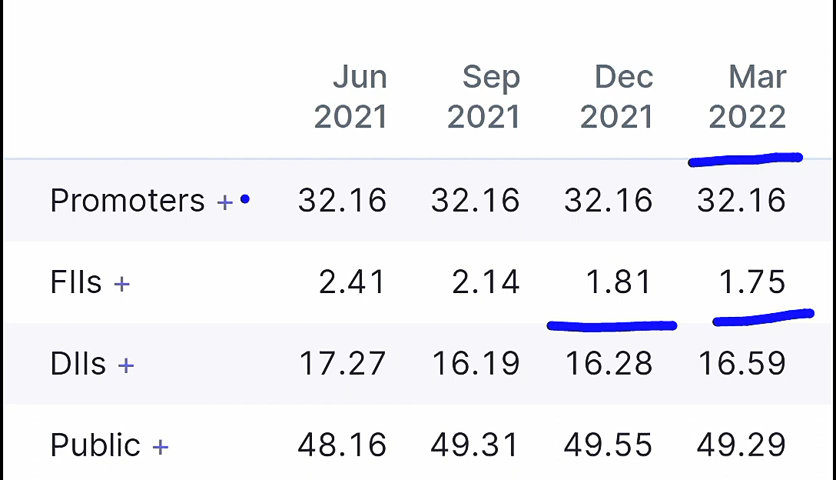 Jun Sep Dec Mar
2021 2021 2021 2022
Promoters + 32.16 32.16 32.16 32.16
FIIs + 2.41 2.14 1.81 1.75
DIIs + 17.27 16.19 16.28 16.59
Public + 48.16 49.31 49.55 49.29